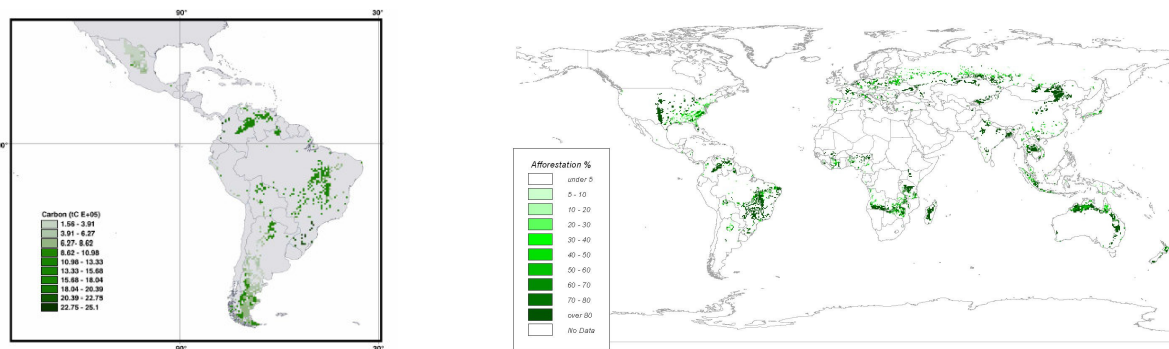 90°
30°
00°
Carbon (tC E+05)
1.56 - 3.91
3.91 - 6.27
6.27- 8.62
8.62 - 10.98
10.98 - 13.33
13.33 - 15.68
15.68 - 18.04
18.04 - 20.39
20.39 - 22.75
22.75 - 25.1
90°
30°
Afforestation %
under 5
5 - 10
10 - 20
20 - 30
30 - 40
40 - 50
50 - 60
60 - 70
70 - 80
over 80
No Data